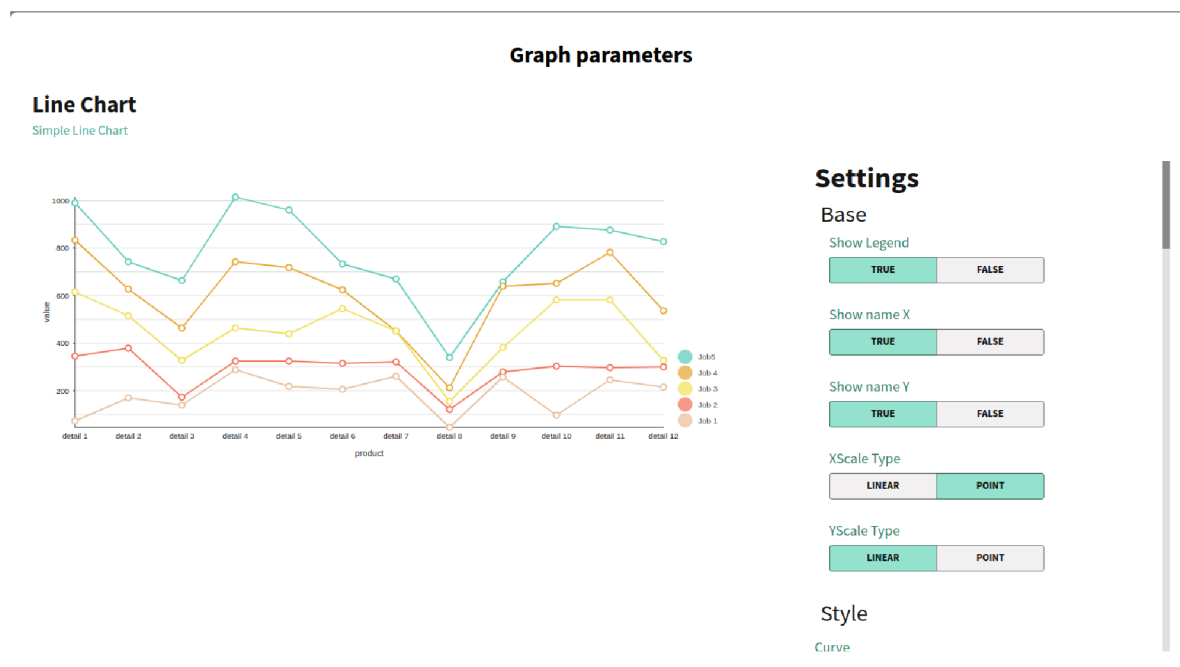 Graph parameters
Line Chart
Simple Line Chart
1000
800
600
400
200
value
detail 1 detail 2 detail 3 detail 4 detail 5 detail 6 detail 7 detail 8 detail 9 detail 10 detail 11 detail 12
product
Job5
Job 4
Job 3
Job 2
Job 1
Settings
Base
Show Legend
TRUE FALSE
Show name X
TRUE FALSE
Show name Y
TRUE FALSE
XScale Type
LINEAR POINT
YScale Type
LINEAR POINT
Style
Curve